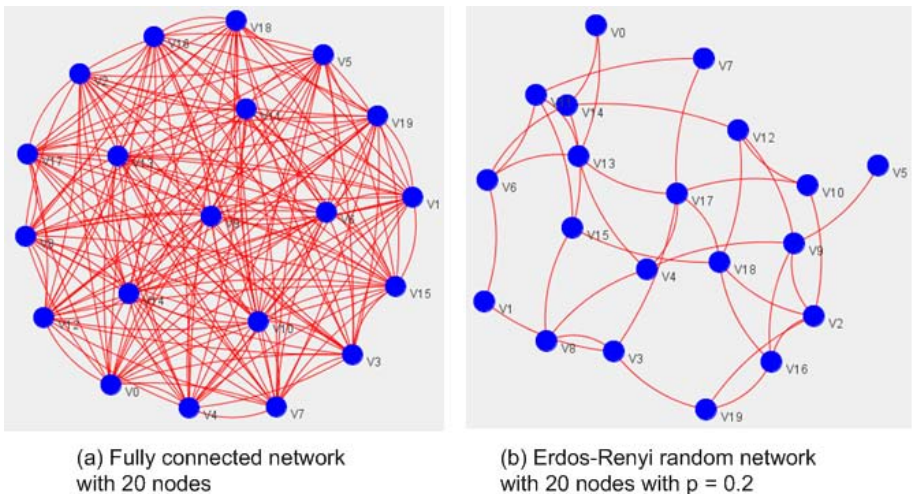 V18
V16
V5
V19
V17
V1
V15
V10
V3
V0
V4
V7
V0
V7
V14
V12
V13
V5
V6
V17
V10
V15
V9
V4
V18
V1
V2
V8
V3
V16
V19
(a) Fully connected network
with 20 nodes
(b) Erdos-Renyi random network
with 20 nodes with p = 0.2